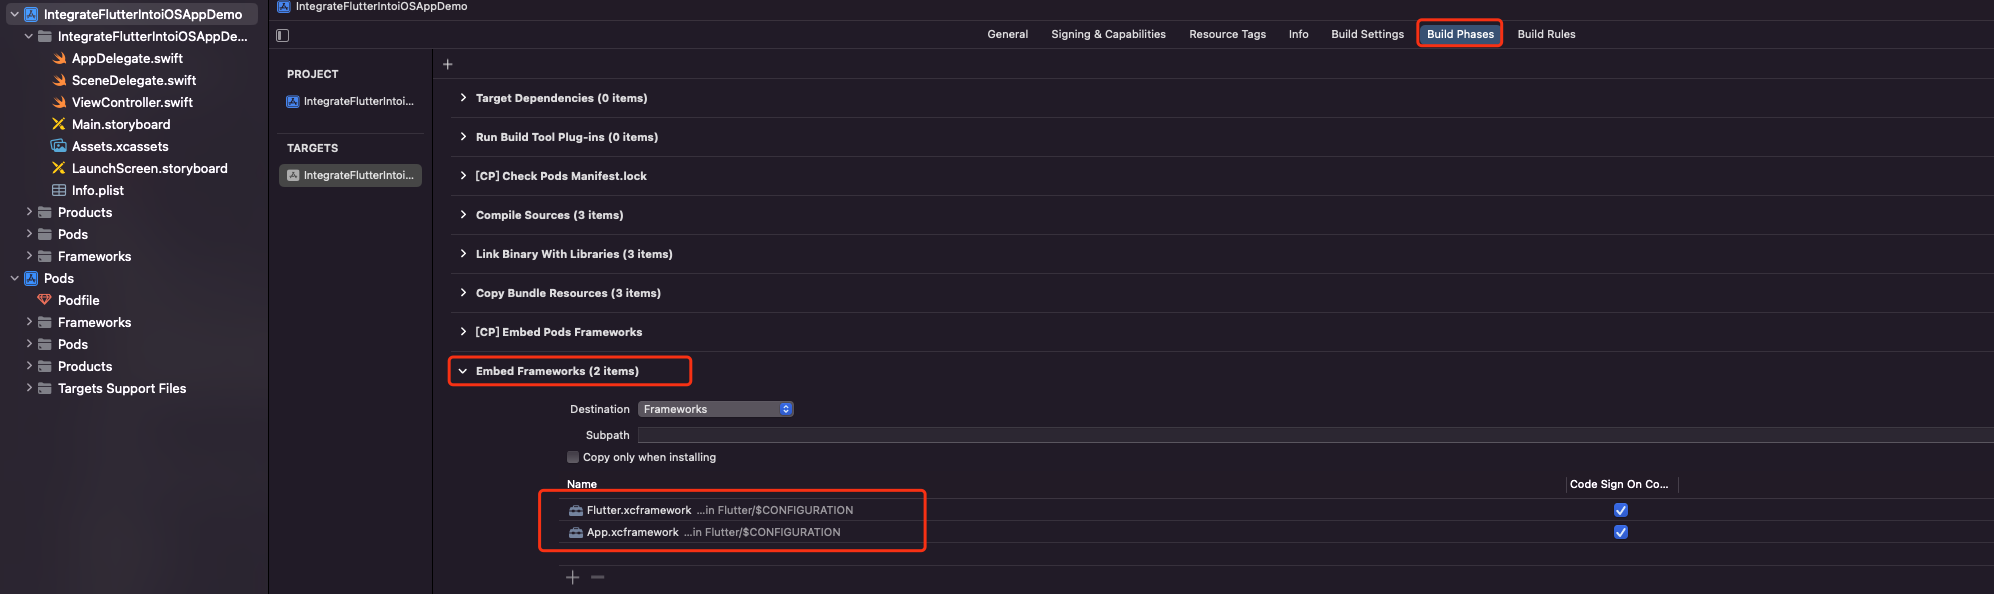 IntegrateFlutterIntoiOSAppDemo
IntegrateFlutterIntoiOSAppDe...
AppDelegate.swift
SceneDelegate.swift
ViewController.swift
Main.storyboard
Assets.xcassets
LaunchScreen.storyboard
Info.plist
Products
Pods
Frameworks
Pods
Podfile
Frameworks
Pods
Products
Targets Support Files
IntegrateFlutterIntoiOSAppDemo
General Signing & Capabilities Resource Tags Info Build Settings Build Phases Build Rules
PROJECT
IntegrateFlutterIntoi...
TARGETS
IntegrateFlutterIntoi...
Target Dependencies (0 items)
Run Build Tool Plug-ins (0 items)
[CP] Check Pods Manifest.lock
Compile Sources (3 items)
Link Binary With Libraries (3 items)
Copy Bundle Resources (3 items)
[CP] Embed Pods Frameworks
Embed Frameworks (2 items)
Destination Frameworks
Subpath
Copy only when installing
Name Code Sign On Co...
Flutter.xcframework ...in Flutter/$CONFIGURATION
App.xcframework ...in Flutter/$CONFIGURATION